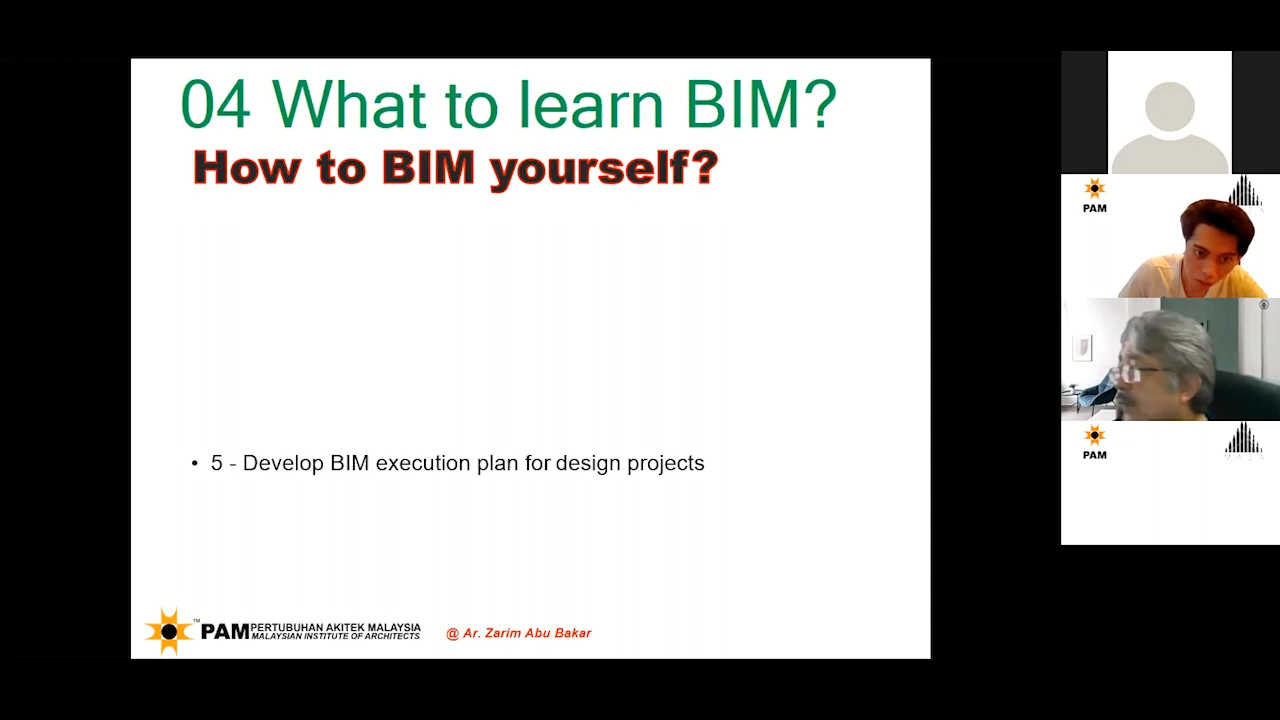 04 What to learn BIM?
How to BIM yourself?
• 5 - Develop BIM execution plan for design projects
PAM PERTUBUHAN AKITEK MALAYSIA
MALAYSIAN INSTITUTE OF ARCHITECTS
™
@ Ar. Zarim Abu Bakar
PAM
PAM